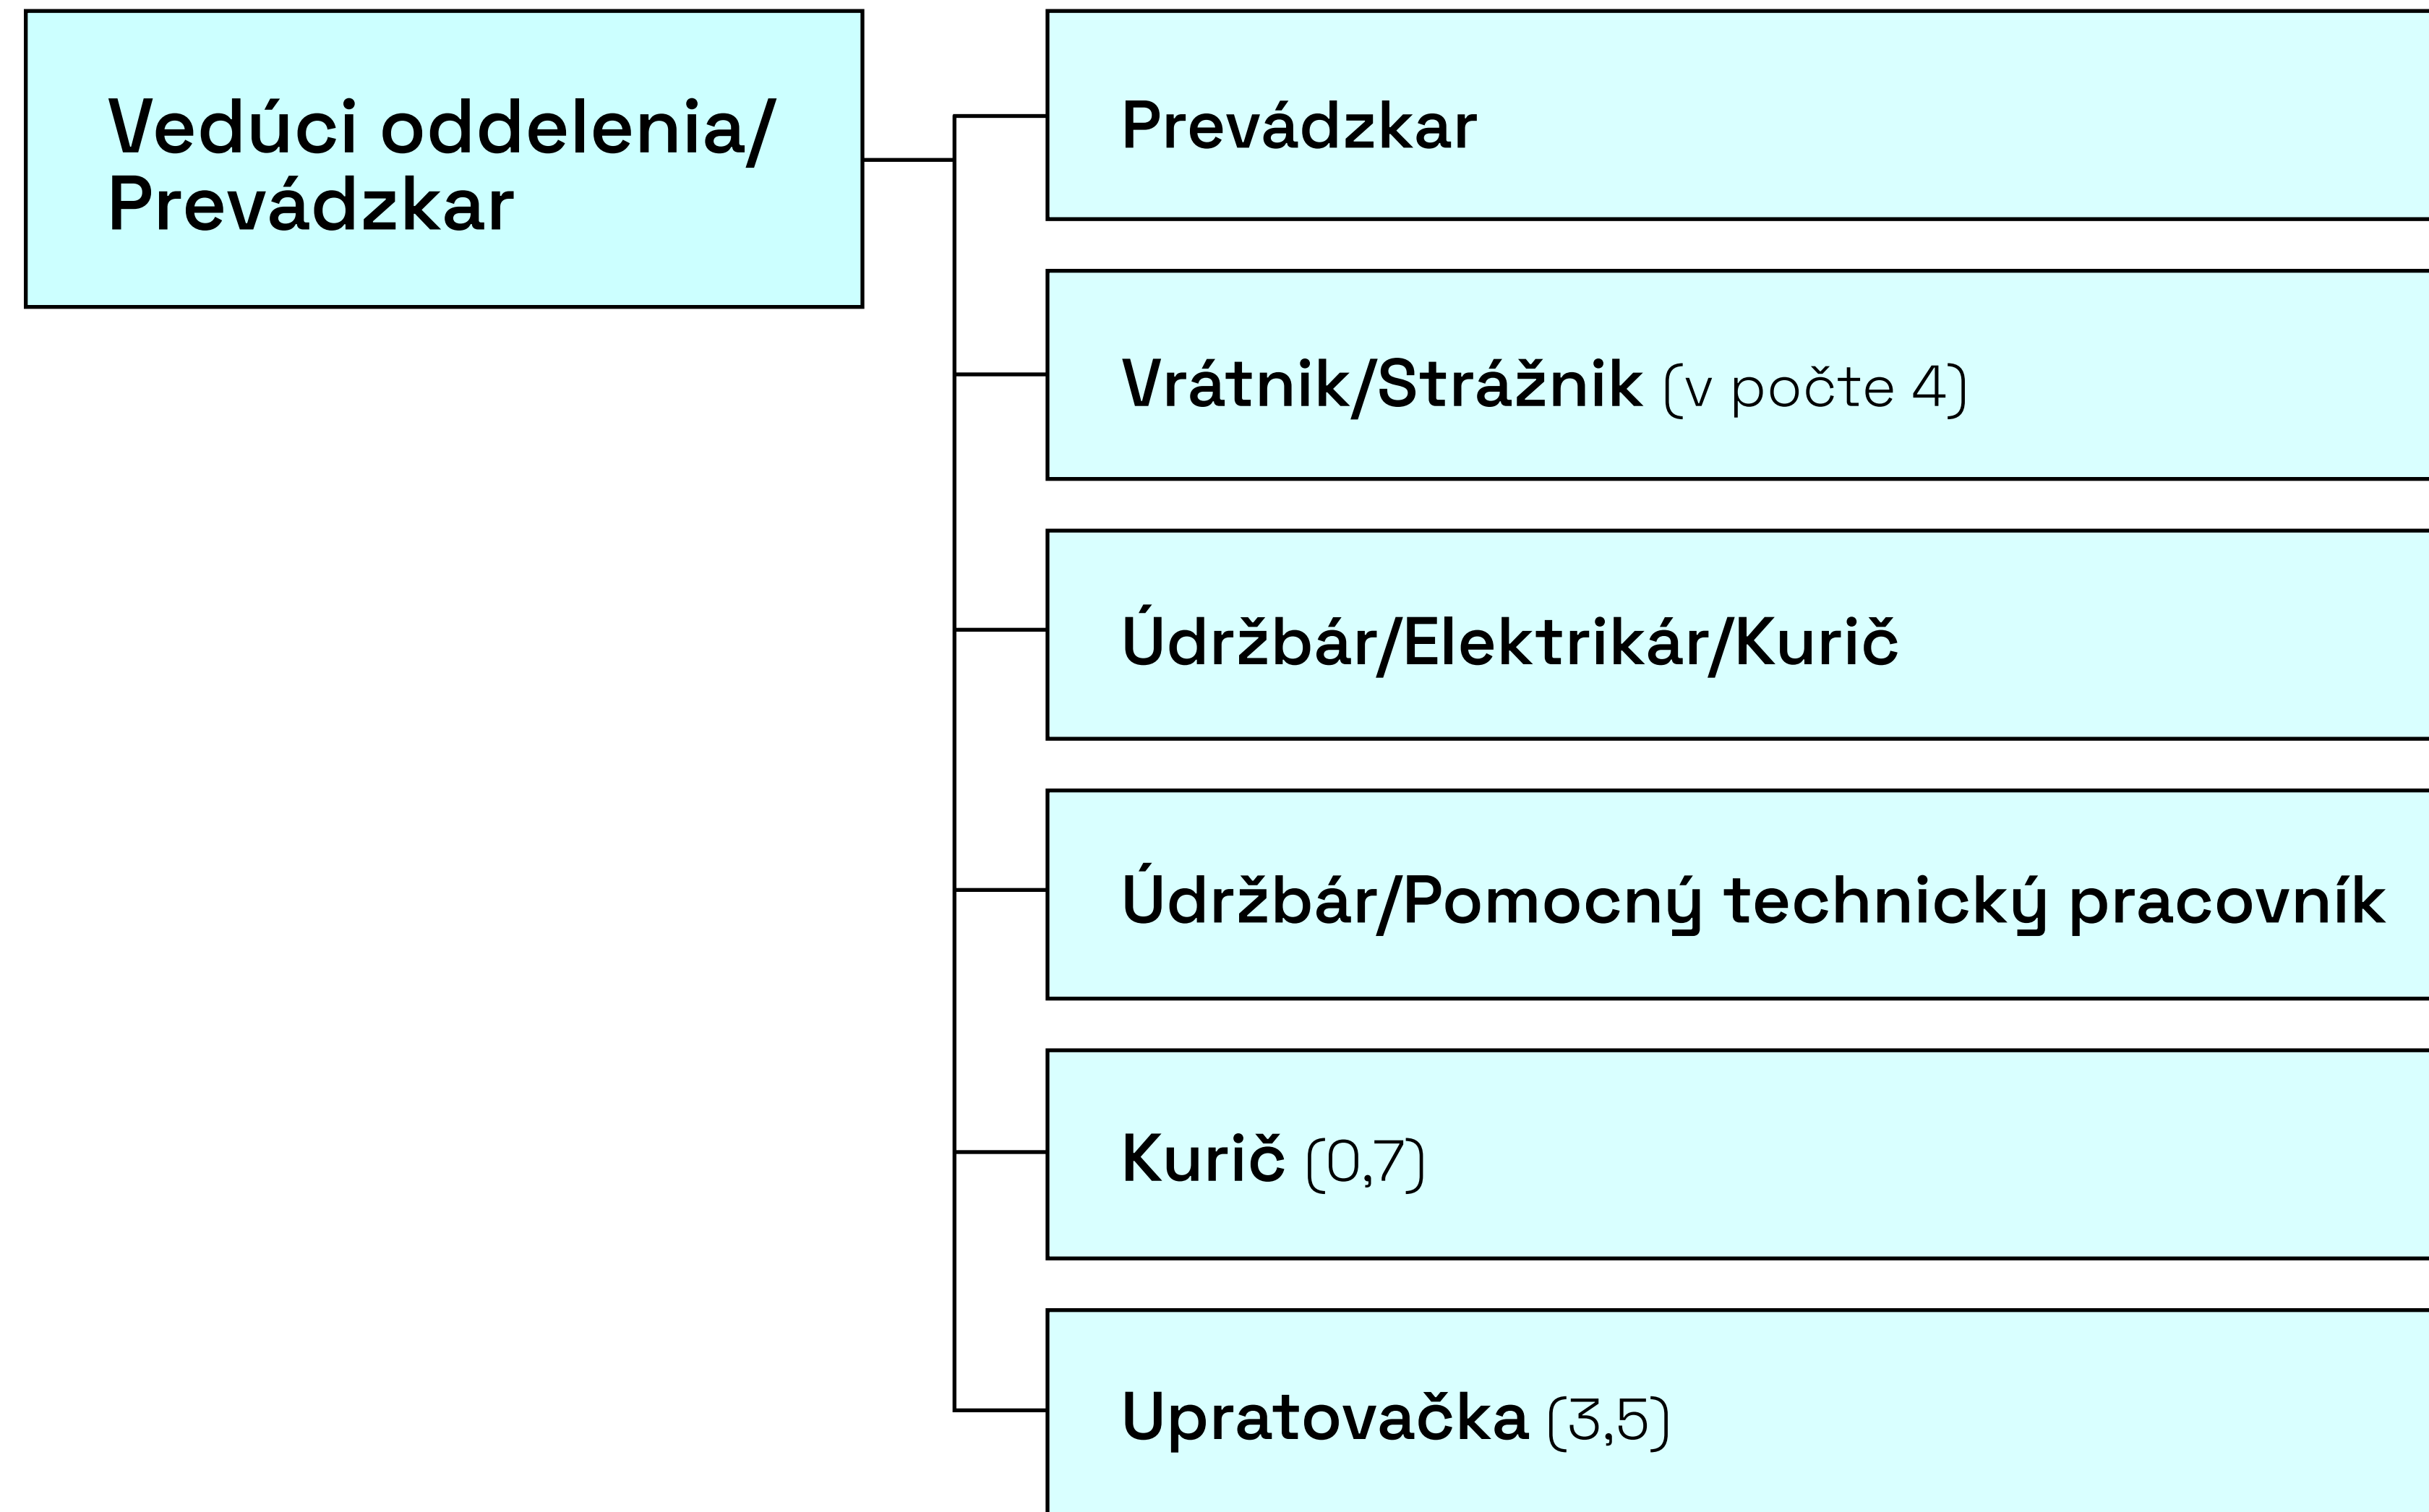 Vedúci oddelenia/
Prevádzkar
Prevádzkar
Vrátnik/Strážnik (v počte 4)
Údržbár/Elektrikár/Kurič
Údržbár/Pomocný technický pracovník
Kurič (0,7)
Upratovačka (3,5)